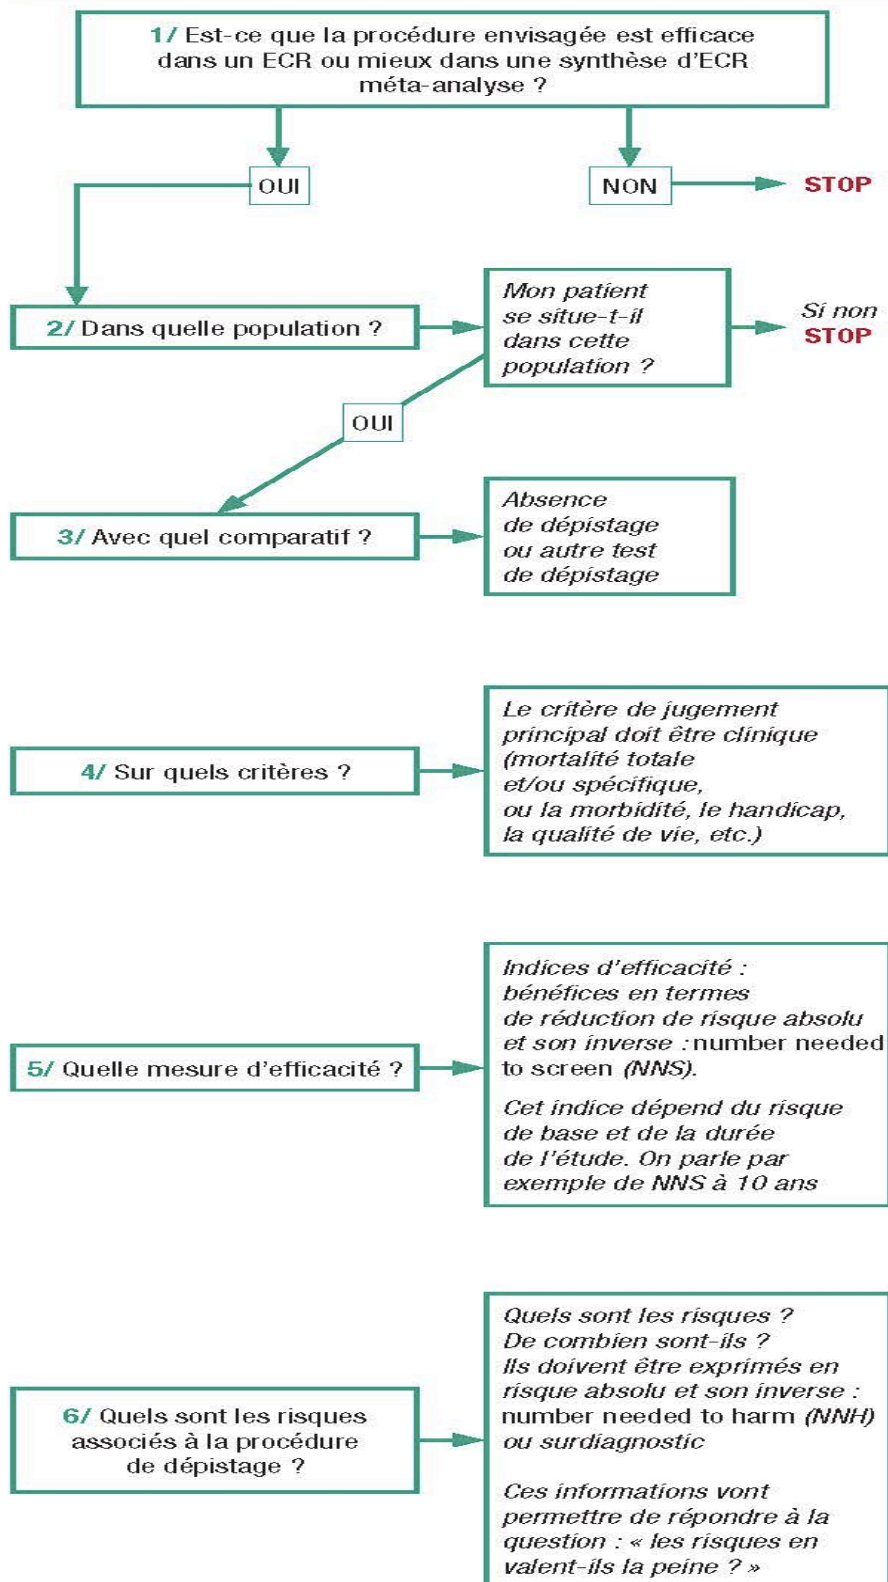 1/ Est-ce que la procédure envisagée est efficace
dans un ECR ou mieux dans une synthèse d'ECR
méta-analyse ?
OUI
NON
STOP
2/ Dans quelle population ?
Mon patient
se situe-t-il
dans cette
population ?
Si non
STOP
OUI
3/ Avec quel comparatif ?
Absence
de dépistage
ou autre test
de dépistage
4/ Sur quels critères ?
Le critère de jugement
principal doit être clinique
(mortalité totale
et/ou spécifique,
ou la morbidité, le handicap,
la qualité de vie, etc.)
5/ Quelle mesure d'efficacité ?
Indices d'efficacité :
bénéfices en termes
de réduction de risque absolu
et son inverse : number needed
to screen (NNS).
Cet indice dépend du risque
de base et de la durée
de l'étude. On parle par
exemple de NNS à 10 ans
6/ Quels sont les risques
associés à la procédure
de dépistage ?
Quels sont les risques ?
De combien sont-ils ?
Ils doivent être exprimés en
risque absolu et son inverse :
number needed to harm (NNH)
ou surdiagnostic
Ces informations vont
permettre de répondre à la
question : « les risques en
valent-ils la peine ? »